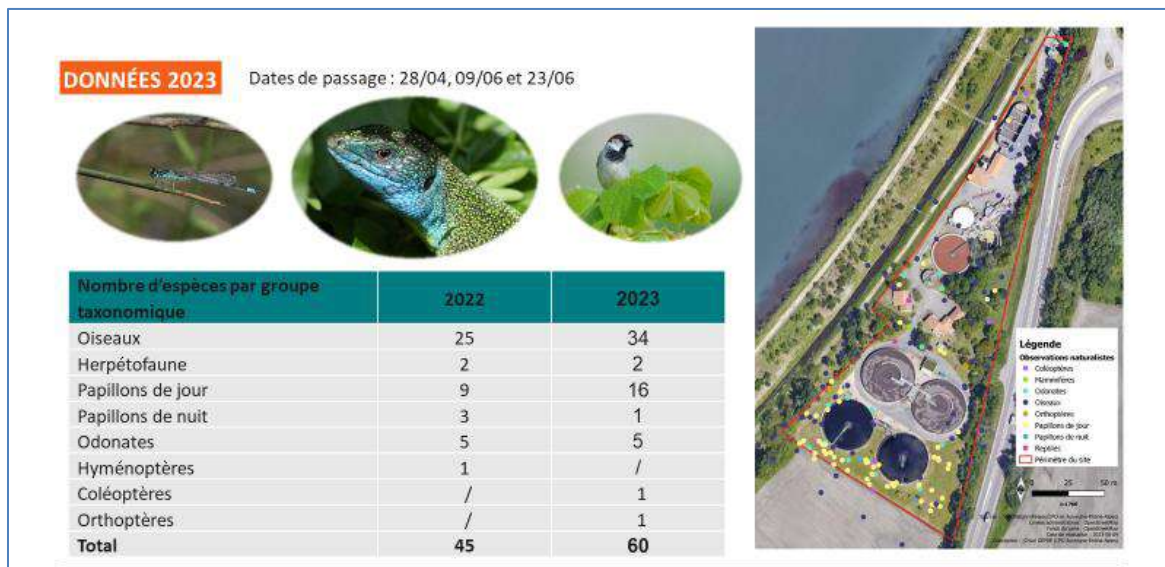 DONNÉES 2023
Dates de passage : 28/04, 09/06 et 23/06
Nombre d'espèces par groupe taxonomique 2022 2023
Oiseaux 25 34
Herpétofaune 2 2
Papillons de jour 9 16
Papillons de nuit 3 1
Odonates 5 5
Hyménoptères 1 /
Coléoptères / 1
Orthoptères / 1
Total 45 60
Légende
Observations naturalistes
Coléoptères
Mammifères
Odonates
Oiseaux
Orthoptères
Papillons de jour
Papillons de nuit
Reptiles
Périmètre du site
0 25 50 m